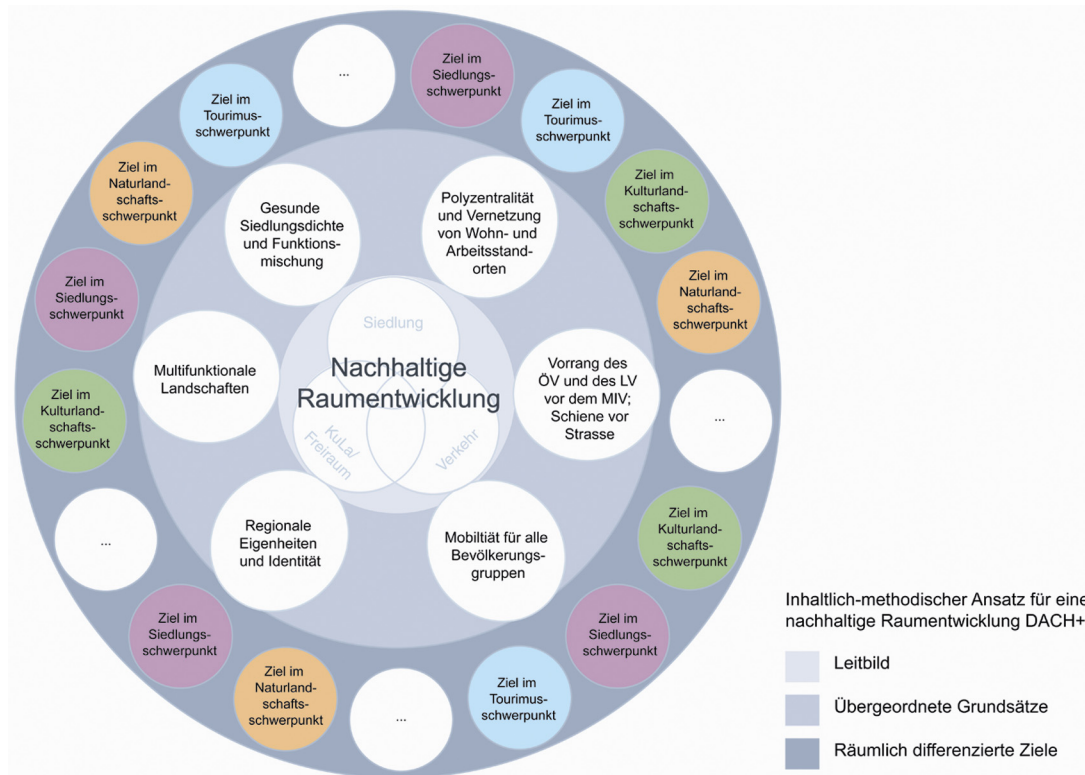 ...
Ziel im
Siedlungs-
schwerpunkt
Ziel im
Tourimus-
schwerpunkt
Ziel im
Kulturland-
schafts-
schwerpunkt
Ziel im
Naturland-
schafts-
schwerpunkt
...
Ziel im
Kulturland-
schafts-
schwerpunkt
Ziel im
Siedlungs-
schwerpunkt
Ziel im
Tourimus-
schwerpunkt
...
Ziel im
Naturland-
schafts-
schwerpunkt
Ziel im
Siedlungs-
schwerpunkt
...
Ziel im
Kulturland-
schafts-
schwerpunkt
Ziel im
Siedlungs-
schwerpunkt
Ziel im
Naturland-
schafts-
schwerpunkt
Ziel im
Tourimus-
schwerpunkt
Gesunde
Siedlungsdichte
und Funktions-
mischung
Polyzentralität
und Vernetzung
von Wohn- und
Arbeitsstand-
orten
Vorrang des
ÖV und des LV
vor dem MIV;
Schiene vor
Strasse
Mobiltiät für alle
Bevölkerungs-
gruppen
Regionale
Eigenheiten
und Identität
Multifunktionale
Landschaften
Siedlung
Nachhaltige
Raumentwicklung
KuLa/
Freiraum
Verkehr
Inhaltlich-methodischer Ansatz für eine
nachhaltige Raumentwicklung DACH+
Leitbild
Übergeordnete Grundsätze
Räumlich differenzierte Ziele